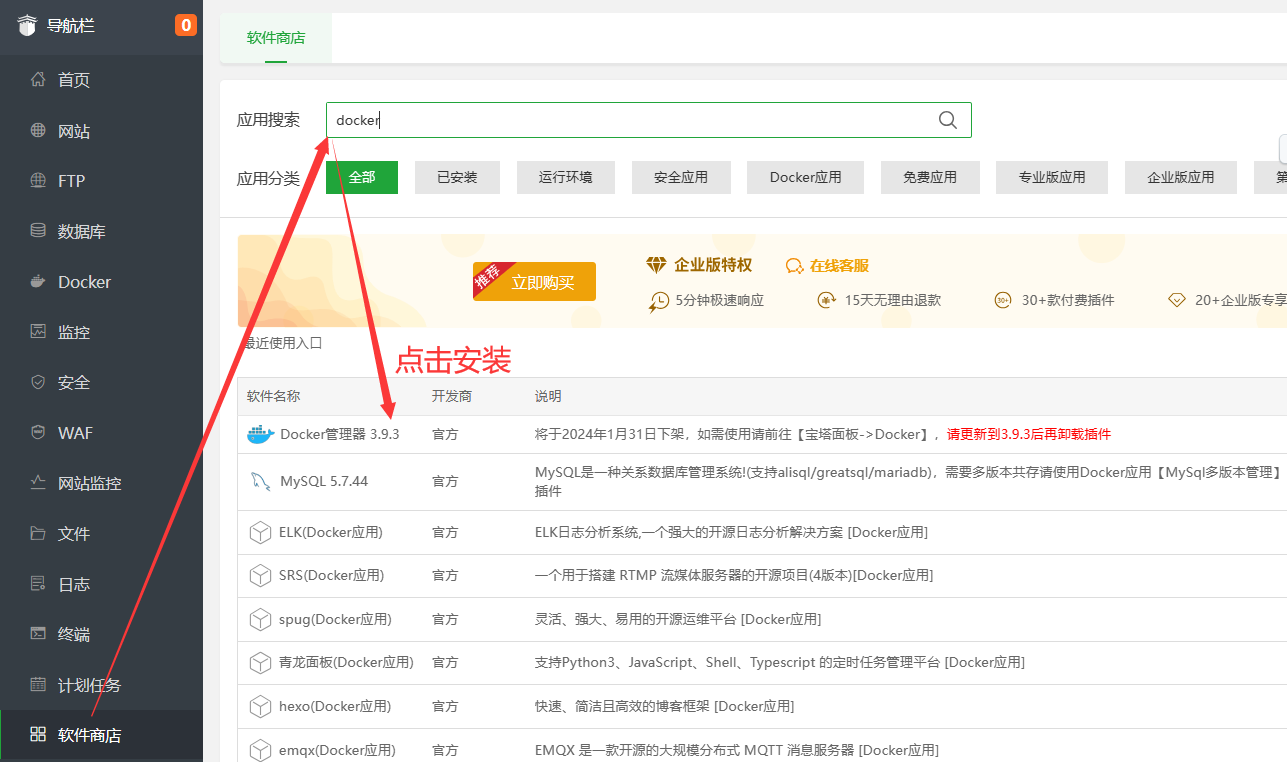 导航栏
0
首页
网站
FTP
数据库
Docker
监控
安全
WAF
网站监控
文件
日志
终端
计划任务
软件商店
软件商店
应用搜索
docker
应用分类
全部
已安装
运行环境
安全应用
Docker应用
免费应用
专业版应用
企业版应用
第
推荐
立即购买
企业版特权
在线客服
5分钟极速响应
15天无理由退款
30+
30+款付费插件
20+企业版专享
最近使用入口
点击安装
软件名称 开发商 说明
Docker管理器 3.9.3 官方 将于2024年1月31日下架，如需使用请前往【宝塔面板->Docker】，请更新到3.9.3后再卸载插件
MySQL 5.7.44 官方 MySQL是一种关系数据库管理系统!(支持alisql/greatsql/mariadb)，需要多版本共存请使用Docker应用【MySql多版本管理】
插件
ELK(Docker应用) 官方 ELK日志分析系统,一个强大的开源日志分析解决方案 [Docker应用]
SRS(Docker应用) 官方 一个用于搭建 RTMP 流媒体服务器的开源项目(4版本)[Docker应用]
spug(Docker应用) 官方 灵活、强大、易用的开源运维平台 [Docker应用]
青龙面板(Docker应用) 官方 支持Python3、JavaScript、Shell、Typescript 的定时任务管理平台 [Docker应用]
hexo(Docker应用) 官方 快速、简洁且高效的博客框架 [Docker应用]
emqx(Docker应用) 官方 EMQX 是一款开源的大规模分布式 MQTT 消息服务器 [Docker应用]